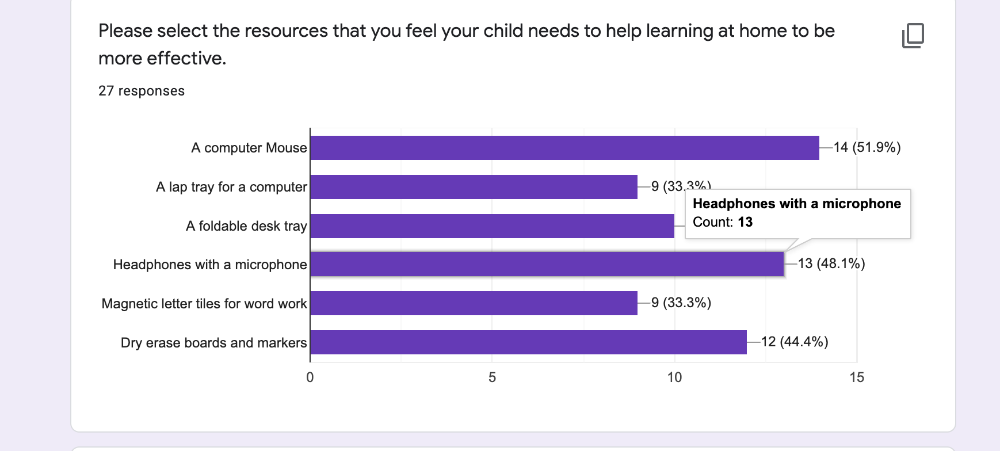 Please select the resources that you feel your child needs to help learning at home to be
more effective.
27 responses
A computer Mouse
14 (51.9%)
A lap tray for a computer
9 (33.3%)
A foldable desk tray
Headphones with a microphone
Count: 13
Headphones with a microphone
13 (48.1%)
Magnetic letter tiles for word work
9 (33.3%)
Dry erase boards and markers
12 (44.4%)
0 5 10 15